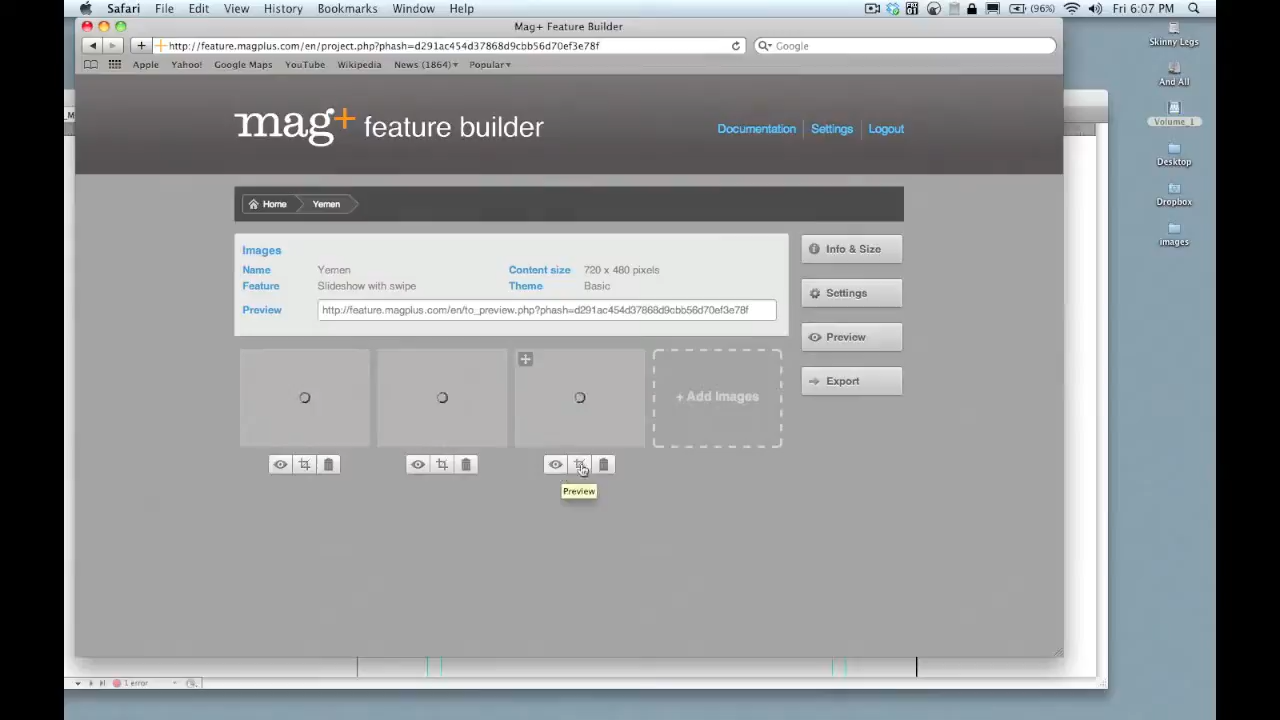 Safari File Edit View History Bookmarks Window Help (96%) Fri 6:07 PM
Mag+ Feature Builder
http://feature.magplus.com/en/project.php?phash=d291ac454d37868d9cbb56d70ef3e78f Google
Apple Yahoo! Google Maps YouTube Wikipedia News (1864) Popular
Skinny Legs
And All
Volume_1
Desktop
Dropbox
images
mag+ feature builder
Documentation Settings Logout
Home Yemen
Images
Name Yemen Content size 720 x 480 pixels
Feature Slideshow with swipe Theme Basic
Preview http://feature.magplus.com/en/to_preview.php?phash=d291ac454d37868d9cbb56d70ef3e78f
Info & Size
Settings
Preview
Export
+ Add Images
Preview
1 error